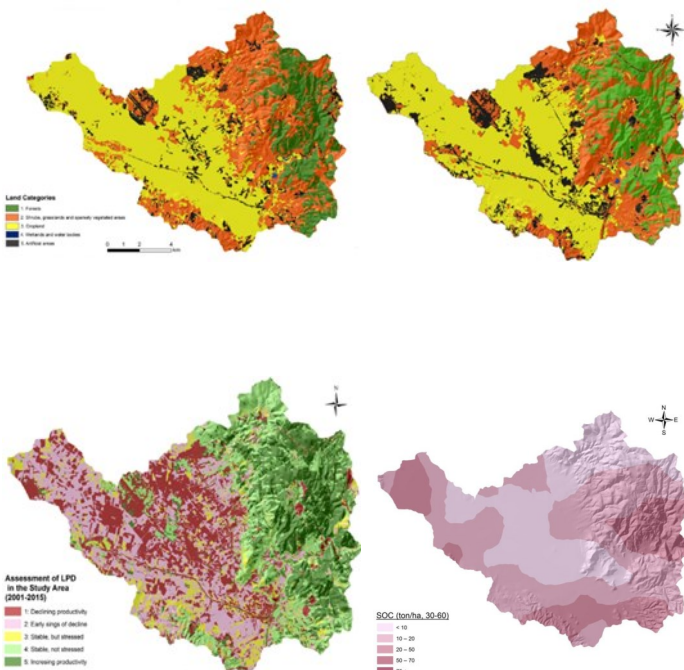 Land Categories
1: Forests
2: Shrubs, grasslands and sparsely vegetated areas
3: Cropland
4: Wetlands and water bodies
5: Artificial areas
0 1 2 4
N
Assessment of LPD
in the Study Area
(2001-2015)
1: Declining productivity
2: Early sings of decline
3: Stable, but stressed
4: Stable, not stressed
5: Increasing productivity
N
W E
S
SOC (ton/ha, 30-60)
< 10
10 - 20
20 - 50
50 - 70